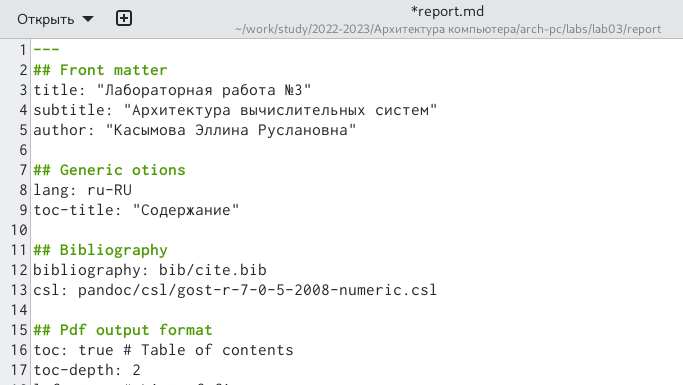 Открыть
*report.md
~/work/study/2022-2023/Архитектура компьютера/arch-pc/labs/lab03/report
1 ---
2 ## Front matter
3 title: "Лабораторная работа №3"
4 subtitle: "Архитектура вычислительных систем"
5 author: "Касымова Эллина Руслановна"
6
7 ## Generic otions
8 lang: ru-RU
9 toc-title: "Содержание"
10
11 ## Bibliography
12 bibliography: bib/cite.bib
13 csl: pandoc/csl/gost-r-7-0-5-2008-numeric.csl
14
15 ## Pdf output format
16 toc: true # Table of contents
17 toc-depth: 2